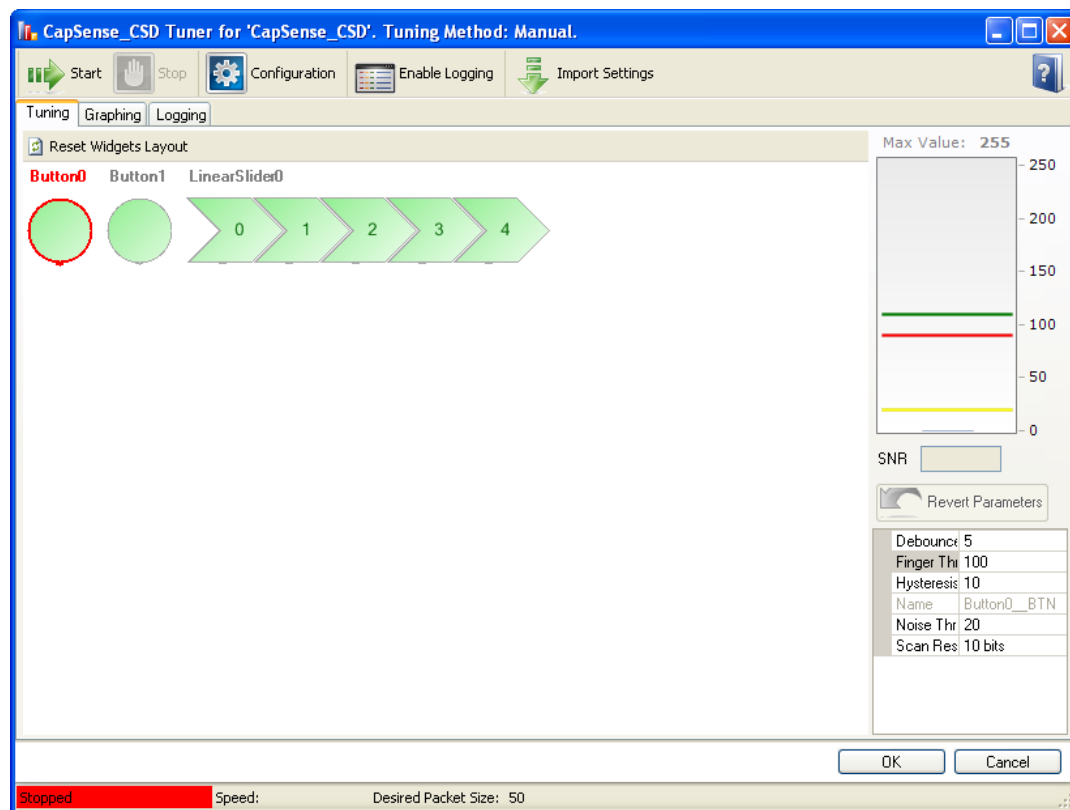 CapSense_CSD Tuner for 'CapSense_CSD'. Tuning Method: Manual.
Start Stop Configuration Enable Logging Import Settings ?
Tuning Graphing Logging
Reset Widgets Layout
Button0 Button1 LinearSlider0
0 1 2 3 4
Max Value: 255
250
200
150
100
50
0
SNR
Revert Parameters
Debounce 5
Finger Thr 100
Hysteresis 10
Name Button0__BTN
Noise Thr 20
Scan Res 10 bits
OK Cancel
Stopped Speed: Desired Packet Size: 50